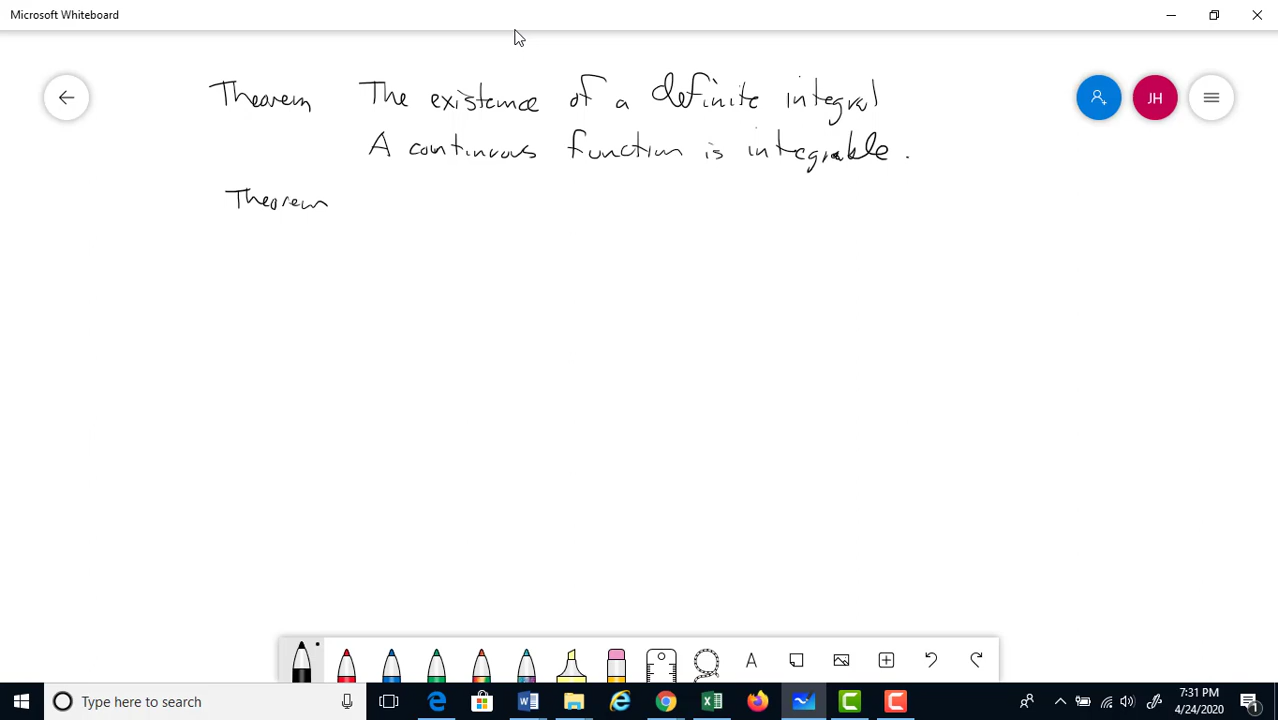 Microsoft Whiteboard
Theorem The existence of a definite integral
JH
A continuous function is integrable.
Theorem
A
Type here to search
7:31 PM
4/24/2020
1